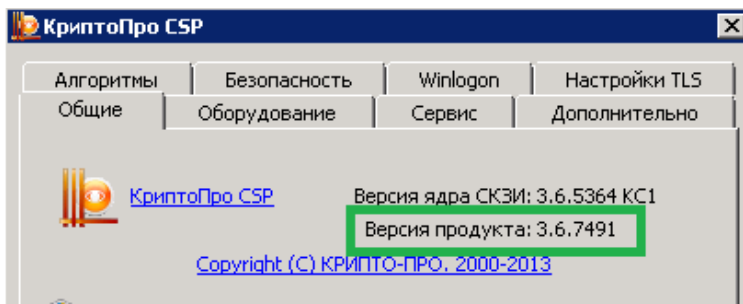 КриптоПро CSP
Алгоритмы Безопасность Winlogon Настройки TLS
Общие Оборудование Сервис Дополнительно
КриптоПро CSP Версия ядра СКЗИ: 3.6.5364 КС1
Версия продукта: 3.6.7491
Copyright (C) КРИПТО-ПРО. 2000-2013